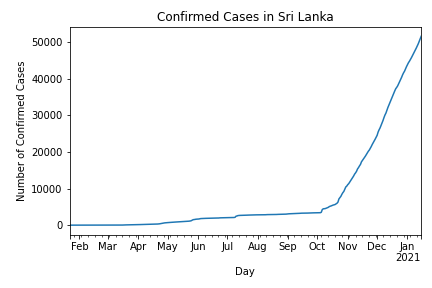 Confirmed Cases in Sri Lanka
Number of Confirmed Cases
50000
40000
30000
20000
10000
0
Feb Mar Apr May Jun Jul Aug Sep Oct Nov Dec Jan
2021
Day